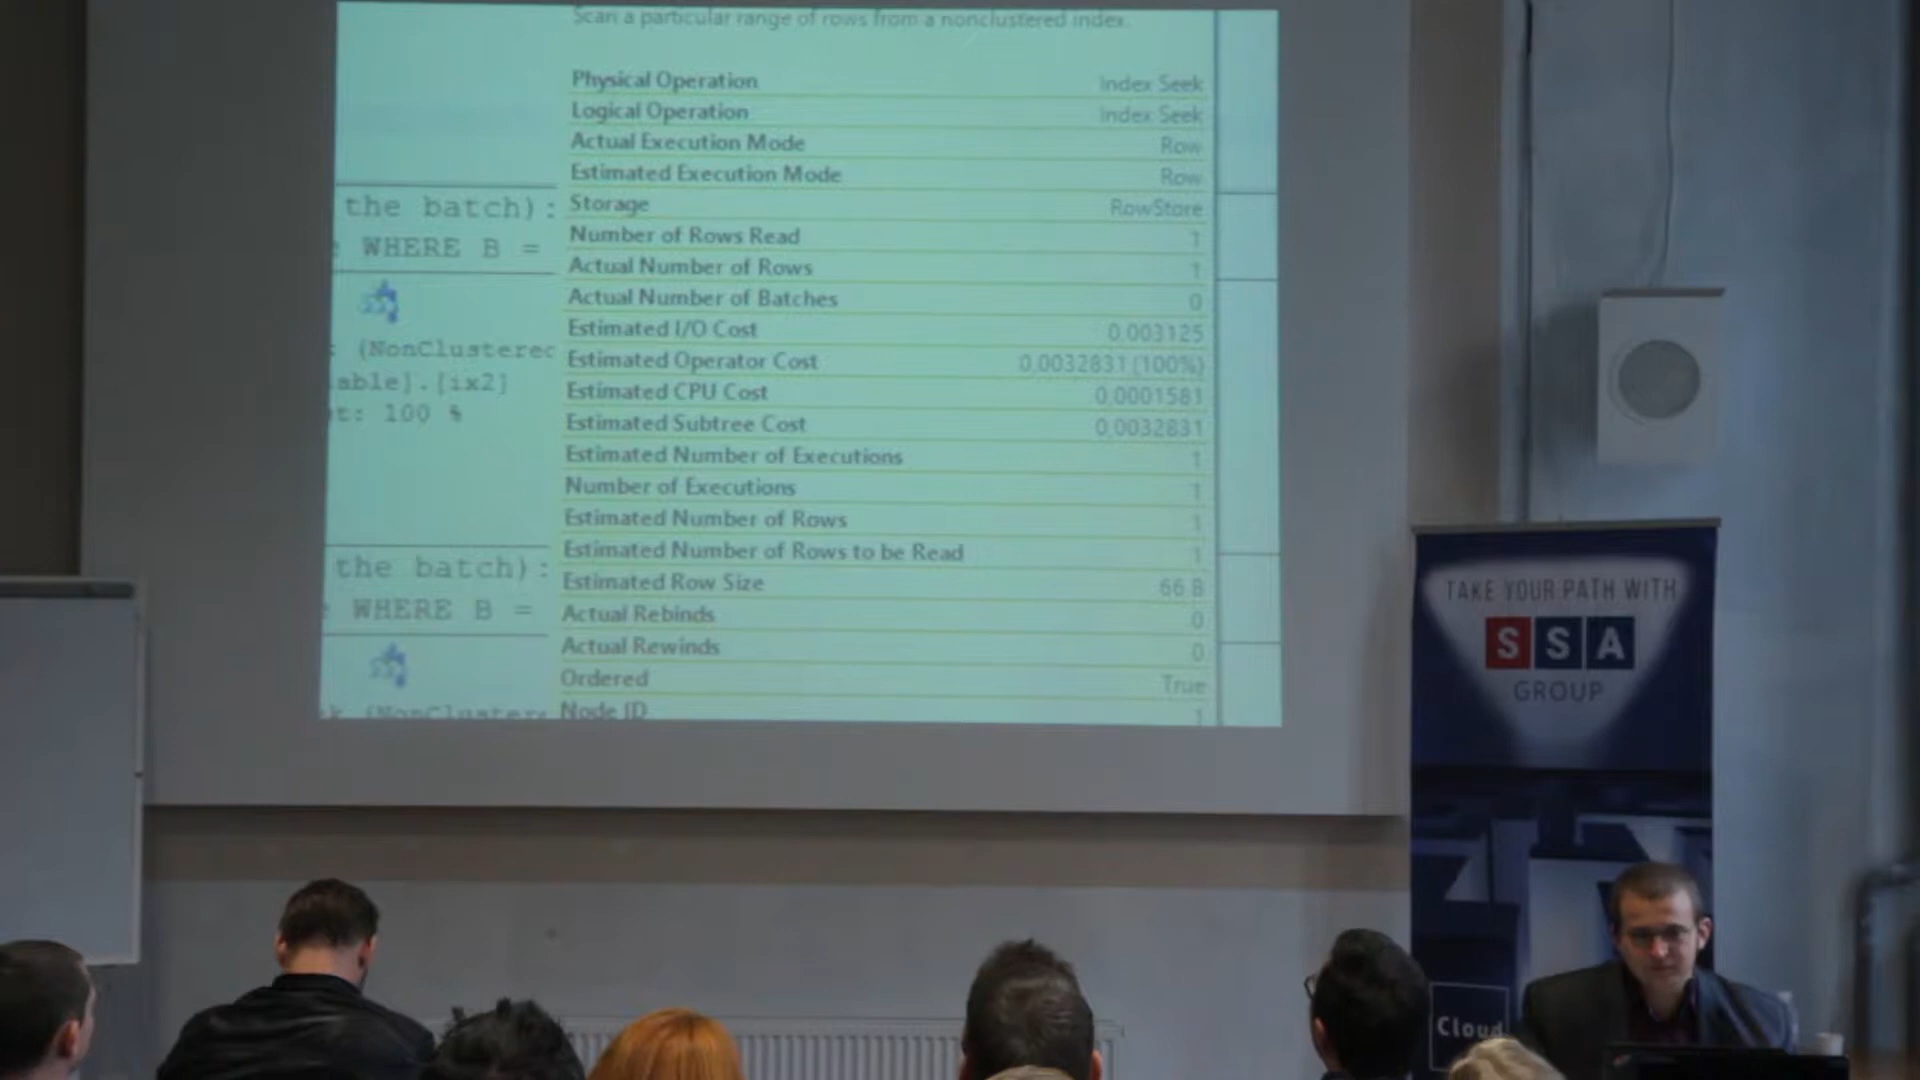 Scan a particular range of rows from a nonclustered index.
Physical Operation Index Seek
Logical Operation Index Seek
Actual Execution Mode Row
Estimated Execution Mode Row
Storage RowStore
Number of Rows Read 1
Actual Number of Rows 1
Actual Number of Batches 0
Estimated I/O Cost 0,003125
Estimated Operator Cost 0,0032831 (100%)
Estimated CPU Cost 0,0001581
Estimated Subtree Cost 0,0032831
Estimated Number of Executions 1
Number of Executions 1
Estimated Number of Rows 1
Estimated Number of Rows to be Read 1
Estimated Row Size 66 B
Actual Rebinds 0
Actual Rewinds 0
Ordered True
Node ID 1
the batch):
WHERE B =
(NonClustered
able].[ix2]
t: 100 %
the batch):
WHERE B =
(NonCluster
TAKE YOUR PATH WITH
SSA
GROUP
Cloud